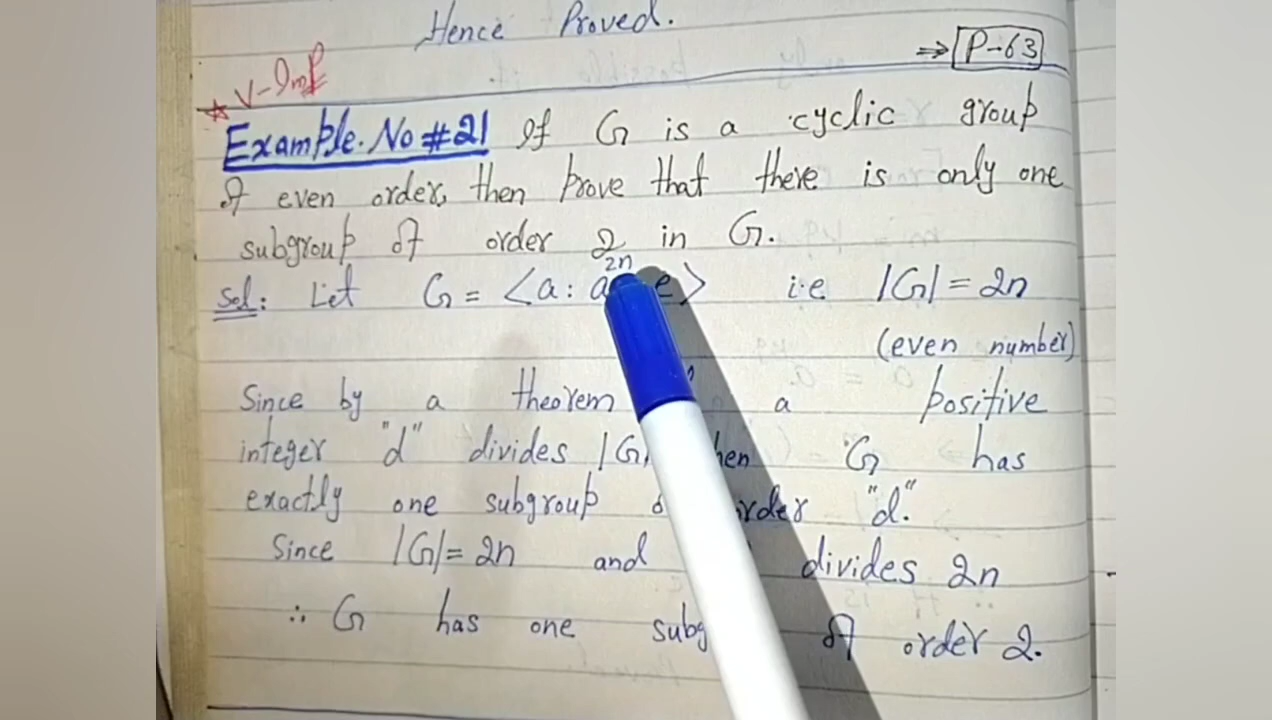 Hence Proved.
⇒ P-63
★ V-Imp
Example.No #21 If G is a cyclic group
of even order, then prove that there is only one
subgroup of order 2 in G.
Sol: Let G = <a : a²ⁿ e> i.e |G| = 2n
(even number)
Since by a theorem a positive
integer "d" divides |G| G has
exactly one subgroup order "d."
Since |G| = 2n and divides 2n
∴ G has one of order 2.